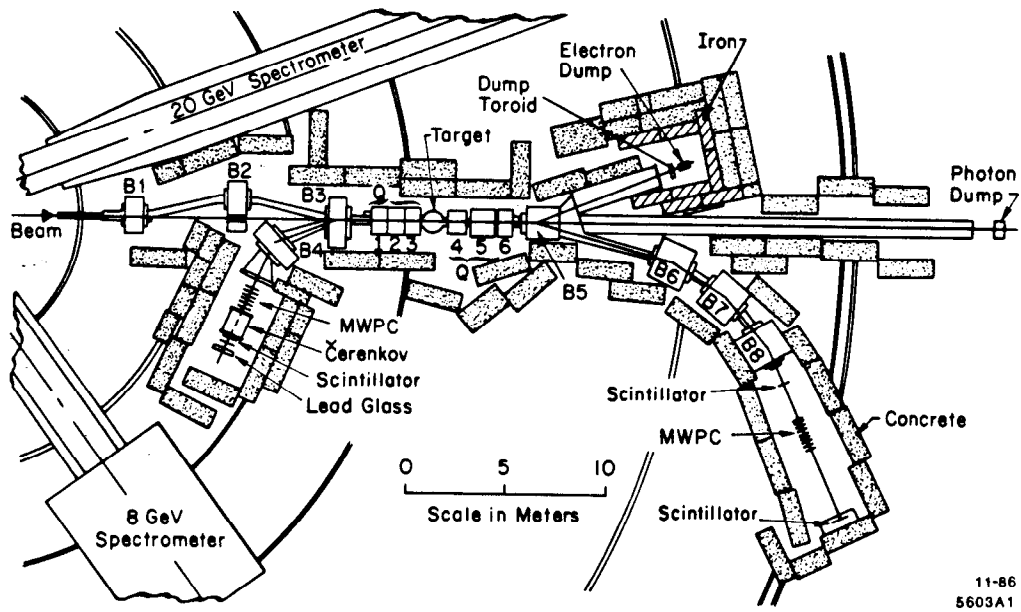 20 GeV Spectrometer
Iron
Electron
Dump
Dump
Toroid
Target
Photon
Dump
B1
B2
B3
Q
Beam
B4
1 2 3
4 5 6
Q
B5
B6
B7
B8
MWPC
Čerenkov
Scintillator
Lead Glass
Scintillator
MWPC
Concrete
Scintillator
0 5 10
Scale in Meters
8 GeV
Spectrometer
11-86
5603A1